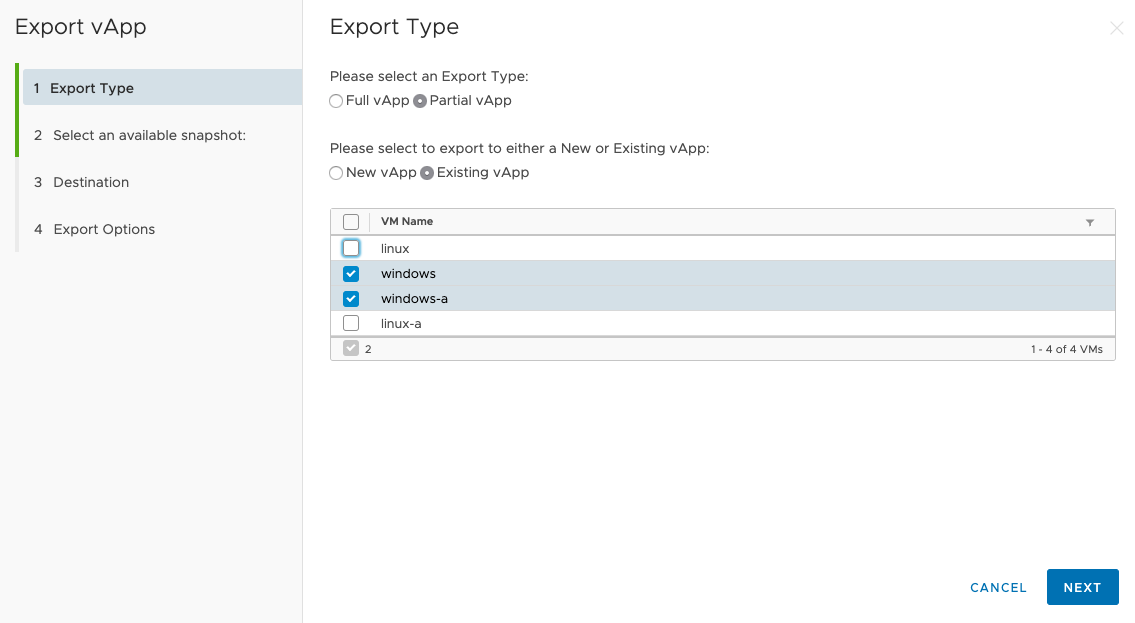 Export vApp
1 Export Type
2 Select an available snapshot:
3 Destination
4 Export Options
Export Type
Please select an Export Type:
Full vApp Partial vApp
Please select to export to either a New or Existing vApp:
New vApp Existing vApp
VM Name
linux
windows
windows-a
linux-a
2 1 - 4 of 4 VMs
CANCEL NEXT